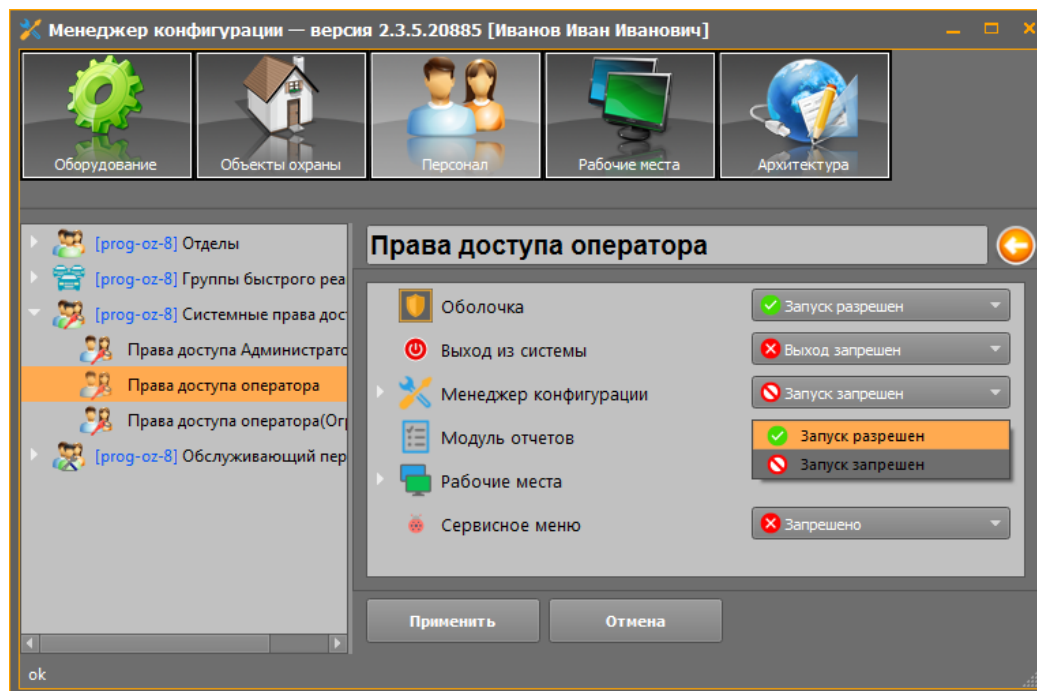 Менеджер конфигурации — версия 2.3.5.20885 [Иванов Иван Иванович]
Оборудование
Объекты охраны
Персонал
Рабочие места
Архитектура
[prog-oz-8] Отделы
[prog-oz-8] Группы быстрого реа
[prog-oz-8] Системные права дос
Права доступа Администрато
Права доступа оператора
Права доступа оператора(Огр
[prog-oz-8] Обслуживающий пер
Права доступа оператора
Оболочка
Запуск разрешен
Выход из системы
Выход запрещен
Менеджер конфигурации
Запуск запрещен
Модуль отчетов
Запуск разрешен
Запуск запрещен
Рабочие места
Сервисное меню
Запрещено
Применить
Отмена
ok